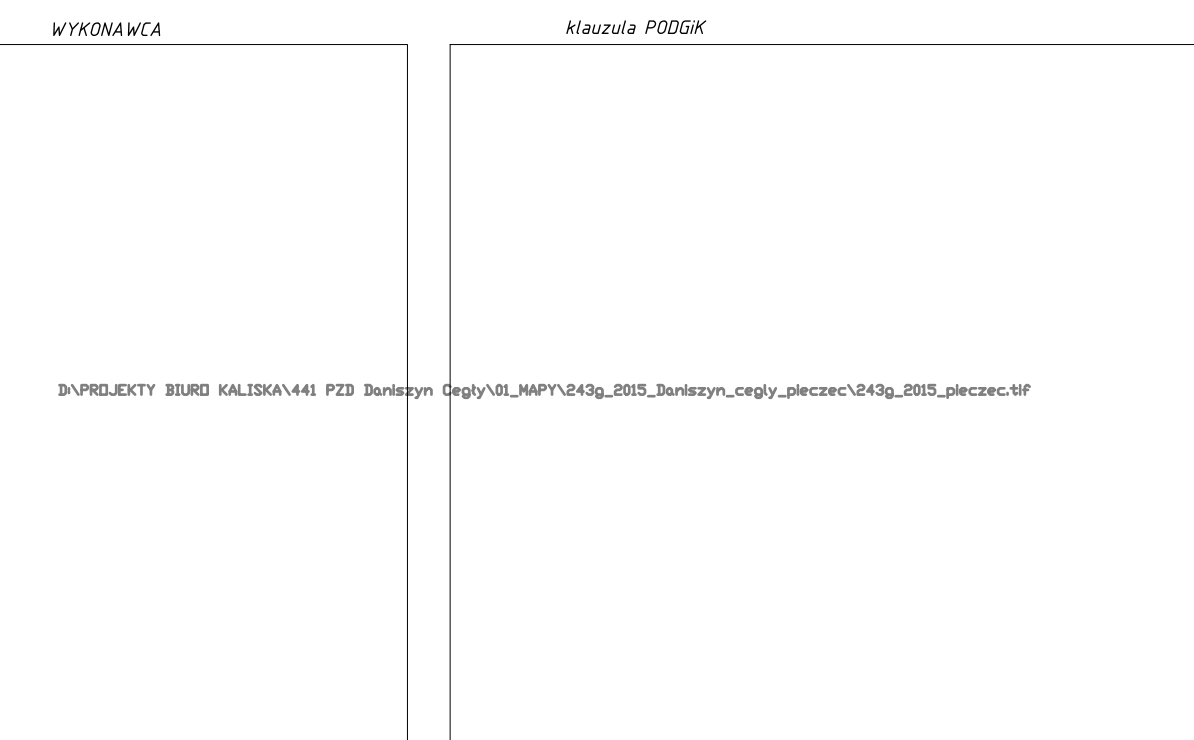 WYKONAWCA
klauzula PODGiK
D:\PROJEKTY BIURO KALISKA\441 PZD Daniszyn Cegły\01_MAPY\243g_2015_Daniszyn_cegly_pieczec\243g_2015_pieczec.tif